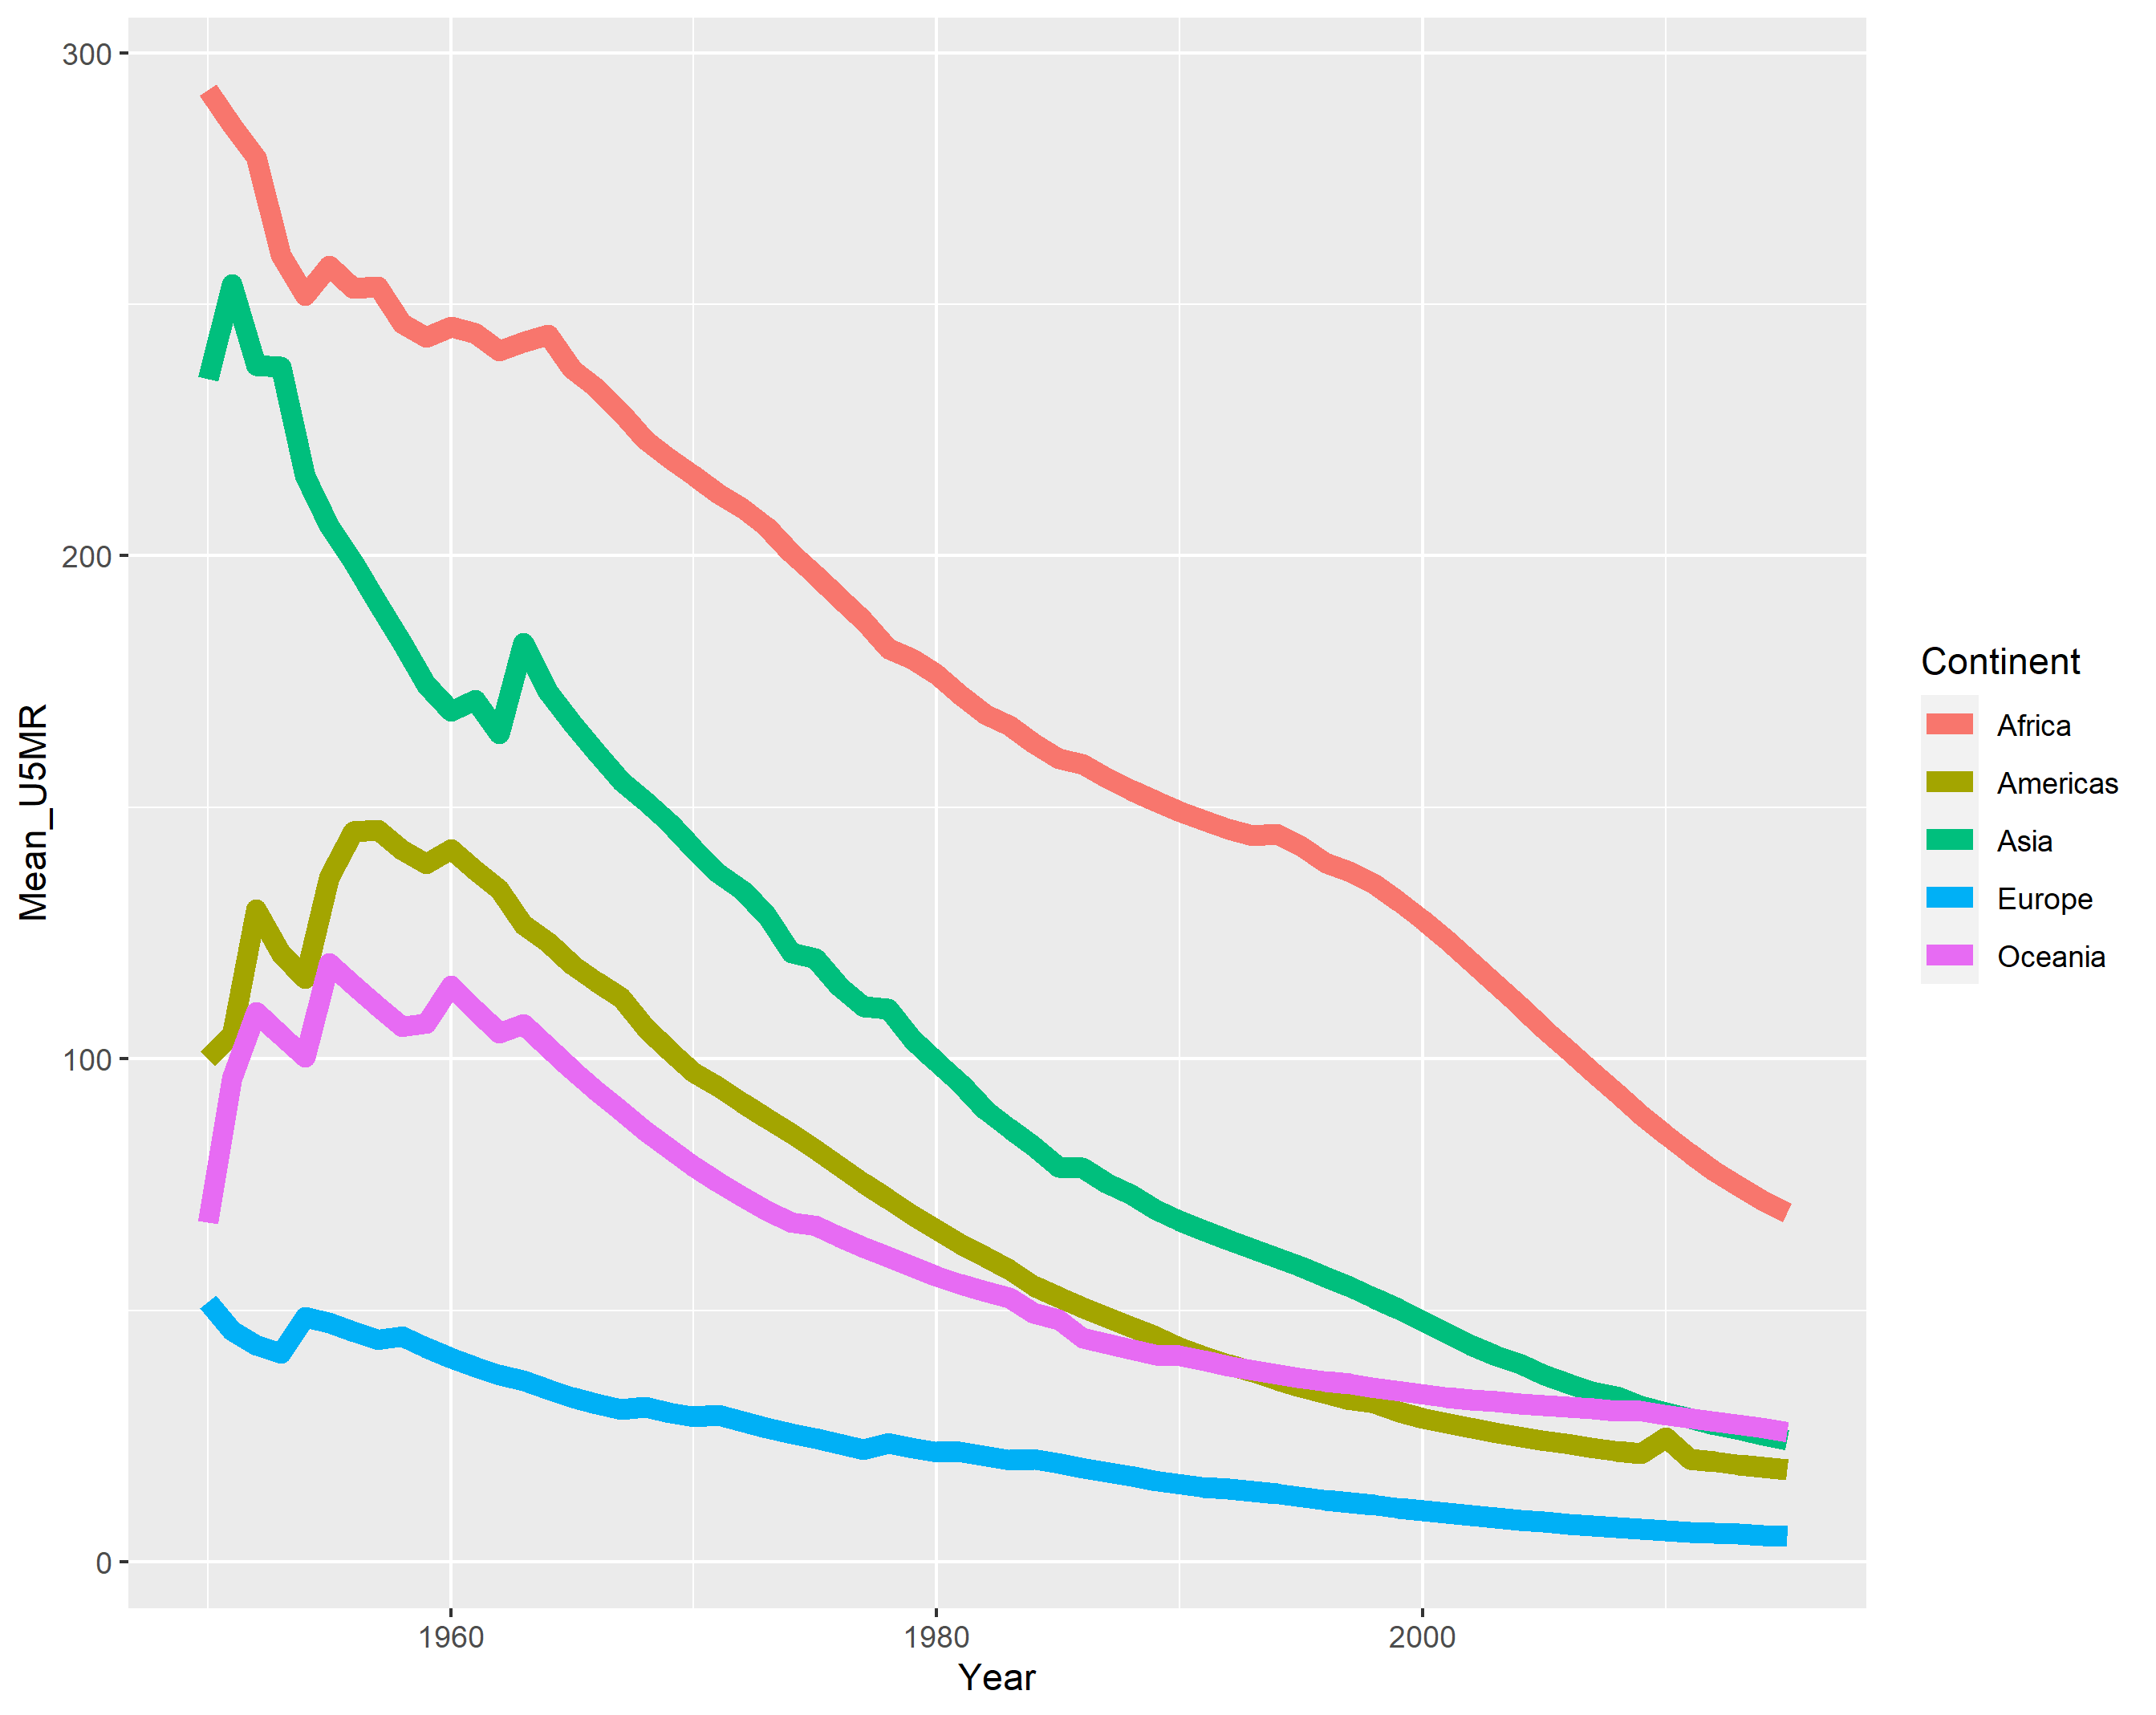 300
200
100
0
Mean_U5MR
1960
1980
2000
Year
Continent
Africa
Americas
Asia
Europe
Oceania